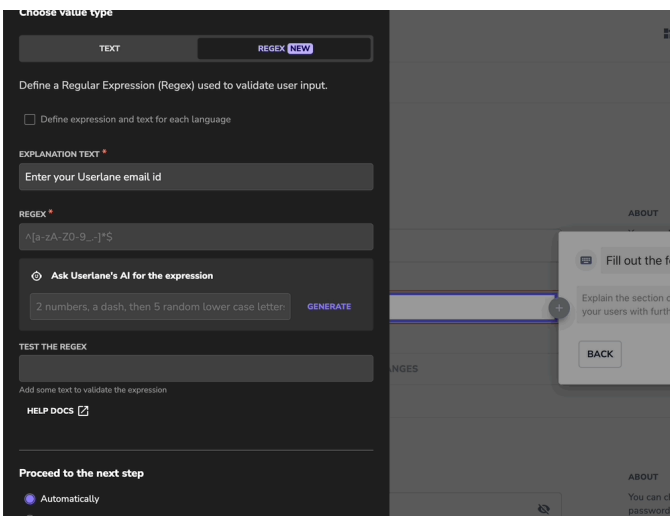 Choose value type
TEXT
REGEX NEW
Define a Regular Expression (Regex) used to validate user input.
Define expression and text for each language
EXPLANATION TEXT *
Enter your Userlane email id
REGEX *
^[a-zA-Z0-9_.-]*$
Ask Userlane's AI for the expression
2 numbers, a dash, then 5 random lower case letter
GENERATE
TEST THE REGEX
Add some text to validate the expression
HELP DOCS
Proceed to the next step
Automatically
ABOUT
Fill out the f
Explain the section
your users with furth
BACK
NGES
ABOUT
You can c
password